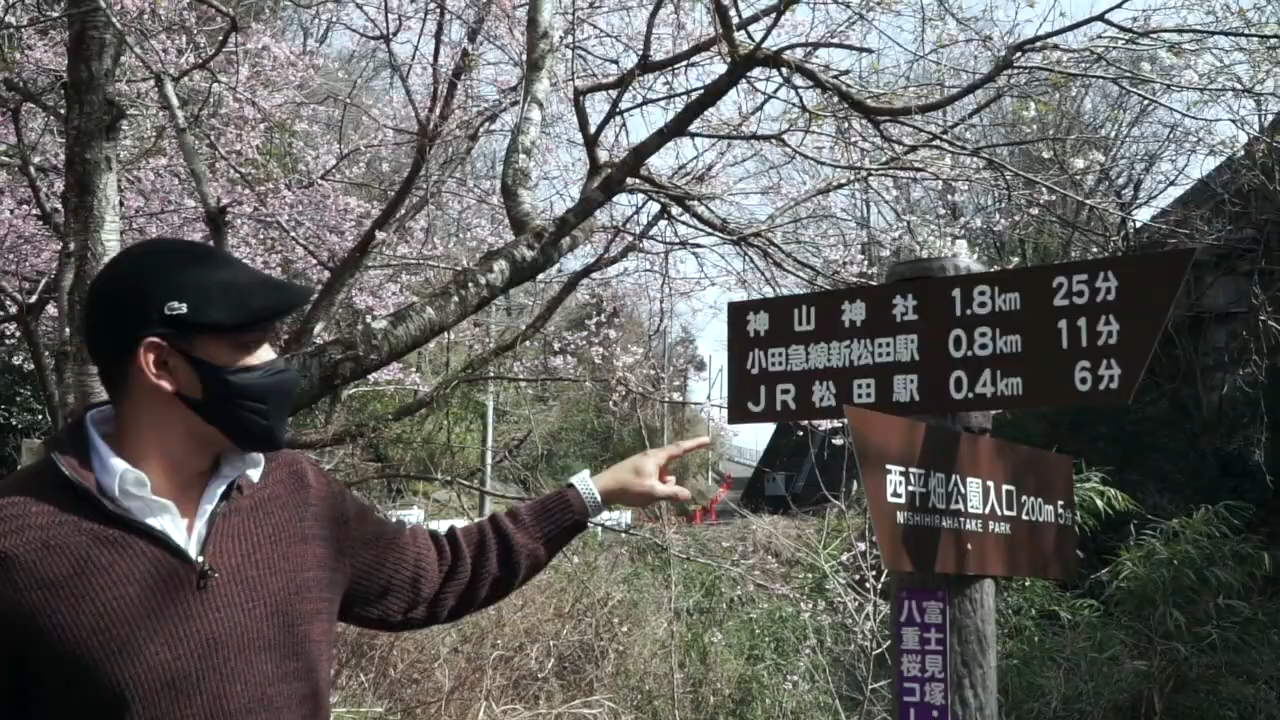 神山神社 1.8km 25分
小田急線新松田駅 0.8km 11分
JR松田駅 0.4km 6分
西平畑公園入口 200m 5分
NISHIHIRAHATAKE PARK
富士見塚・
八重桜コー